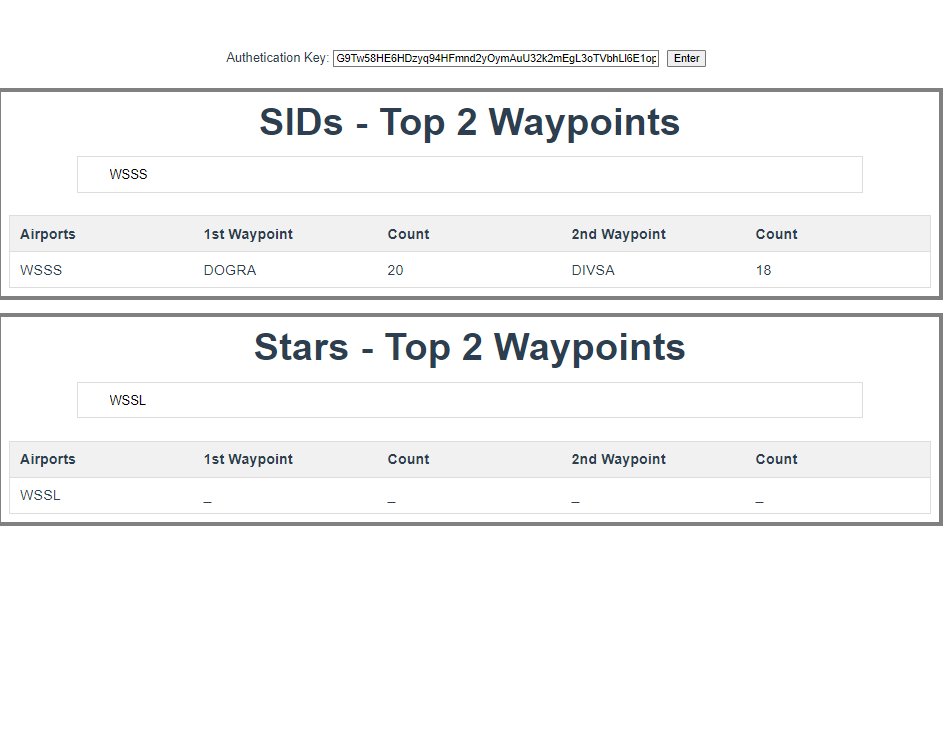 Authetication Key: G9Tw58HE6HDzyq94HFmnd2yOymAuU32k2mEgL3oTVbhLl6E1op Enter
SIDs - Top 2 Waypoints
WSSS
Airports 1st Waypoint Count 2nd Waypoint Count
WSSS DOGRA 20 DIVSA 18
Stars - Top 2 Waypoints
WSSL
Airports 1st Waypoint Count 2nd Waypoint Count
WSSL _ _ _ _